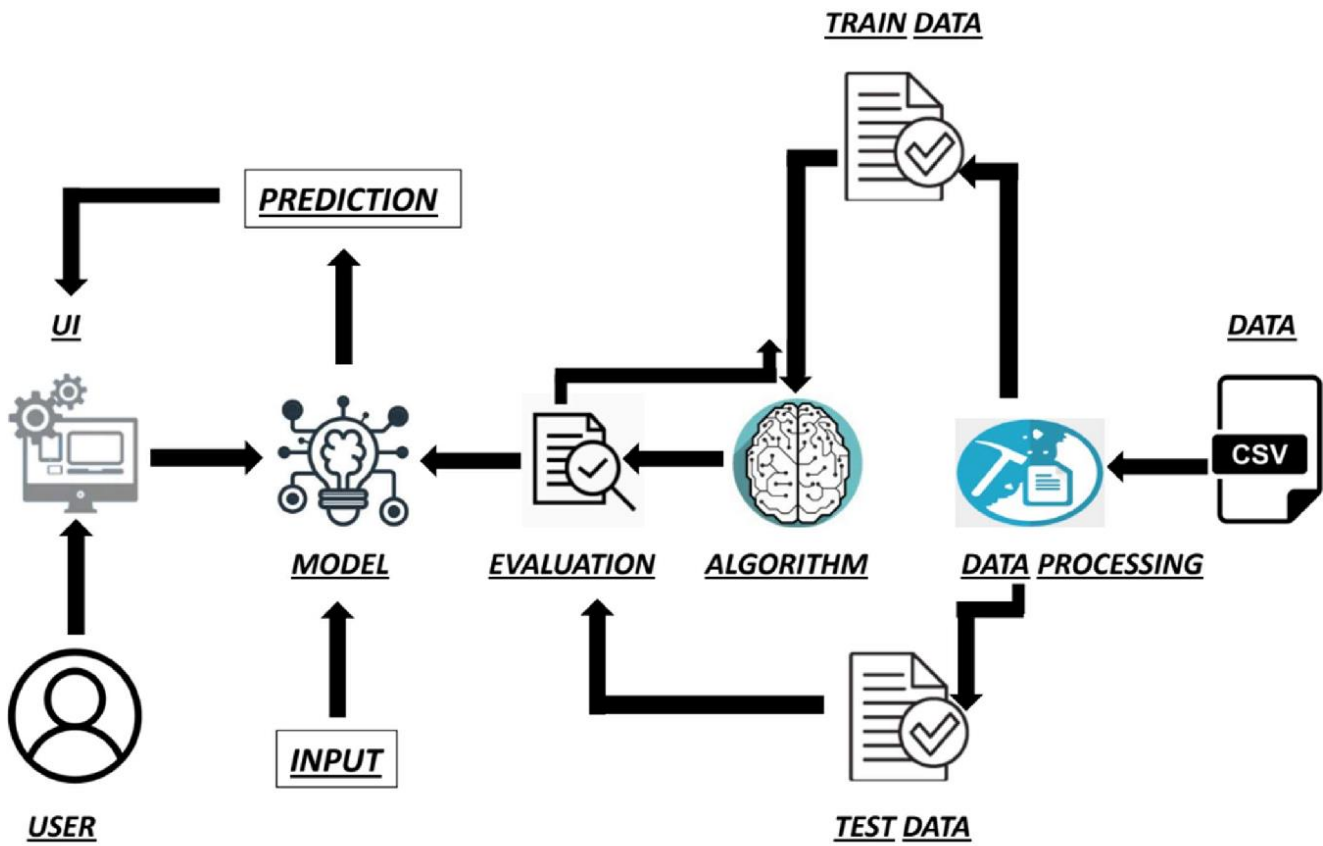 TRAIN DATA
PREDICTION
UI
DATA
CSV
MODEL
EVALUATION
ALGORITHM
DATA PROCESSING
INPUT
USER
TEST DATA